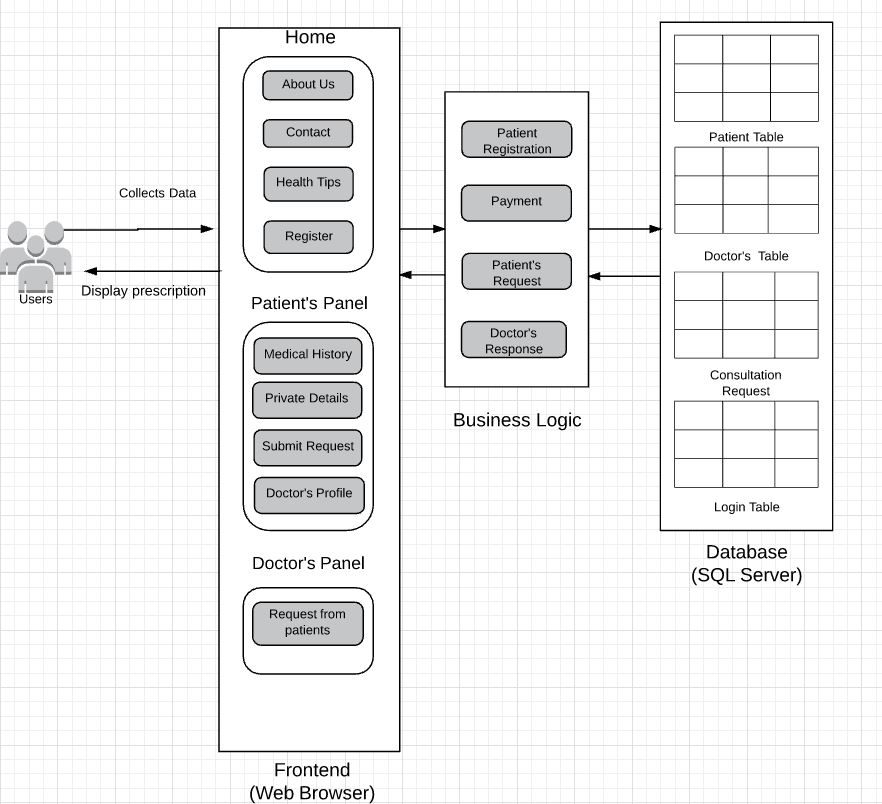 Collects Data
Users
Display prescription
Home
About Us
Contact
Health Tips
Register
Patient's Panel
Medical History
Private Details
Submit Request
Doctor's Profile
Doctor's Panel
Request from
patients
Frontend
(Web Browser)
Patient
Registration
Payment
Patient's
Request
Doctor's
Response
Business Logic
Patient Table
Doctor's Table
Consultation
Request
Login Table
Database
(SQL Server)